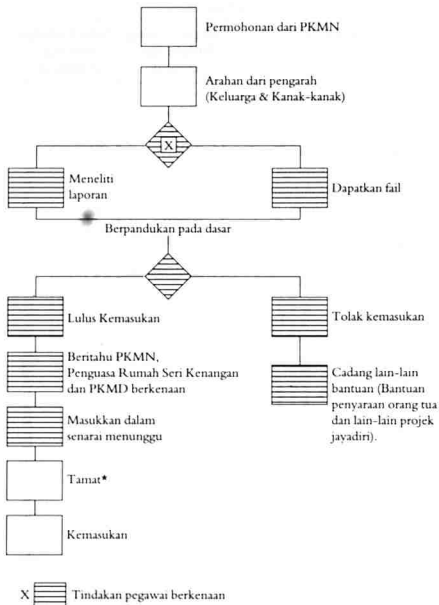 Permohonan dari PKMN
Arahan dari pengarah
(Keluarga & Kanak-kanak)
X
Meneliti
laporan
Dapatkan fail
Berpandukan pada dasar
Lulus Kemasukan
Tolak kemasukan
Beritahu PKMN,
Penguasa Rumah Seri Kenangan
dan PKMD berkenaan
Cadang lain-lain
bantuan (Bantuan
penyaraan orang tua
dan lain-lain projek
jayadiri).
Masukkan dalam
senarai menunggu
Tamat*
Kemasukan
X Tindakan pegawai berkenaan